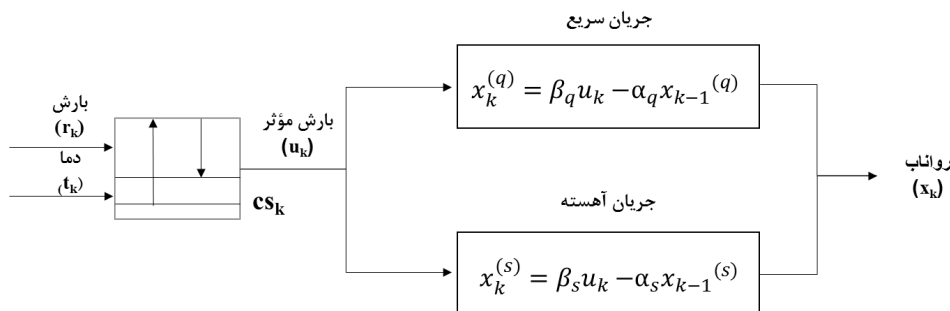 جریان سریع
x_k^{(q)} = β_q u_k −α_q x_{k−1}^{(q)}
بارش
(r_k)
دما
(t_k)
cs_k
بارش مؤثر
(u_k)
رواناب
(x_k)
جریان آهسته
x_k^{(s)} = β_s u_k −α_s x_{k−1}^{(s)}